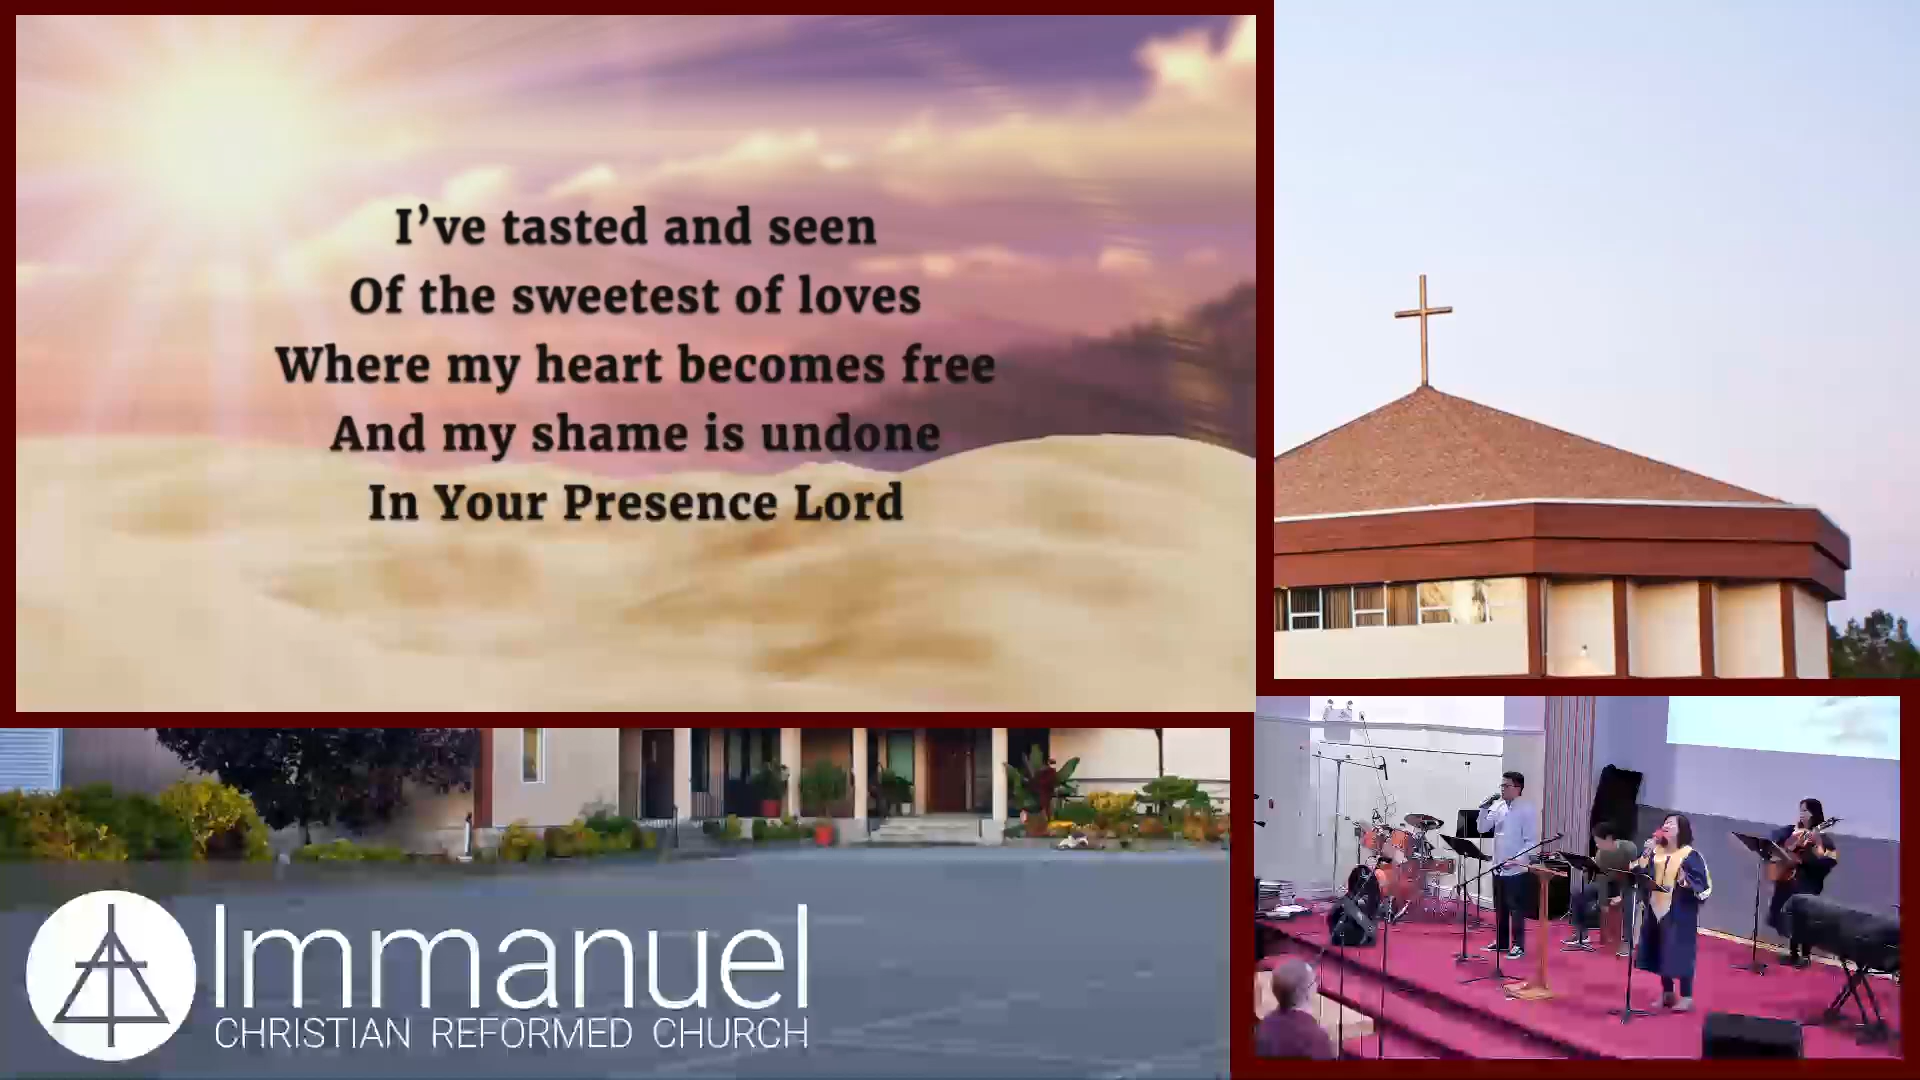 I’ve tasted and seen
Of the sweetest of loves
Where my heart becomes free
And my shame is undone
In Your Presence Lord
Immanuel
CHRISTIAN REFORMED CHURCH